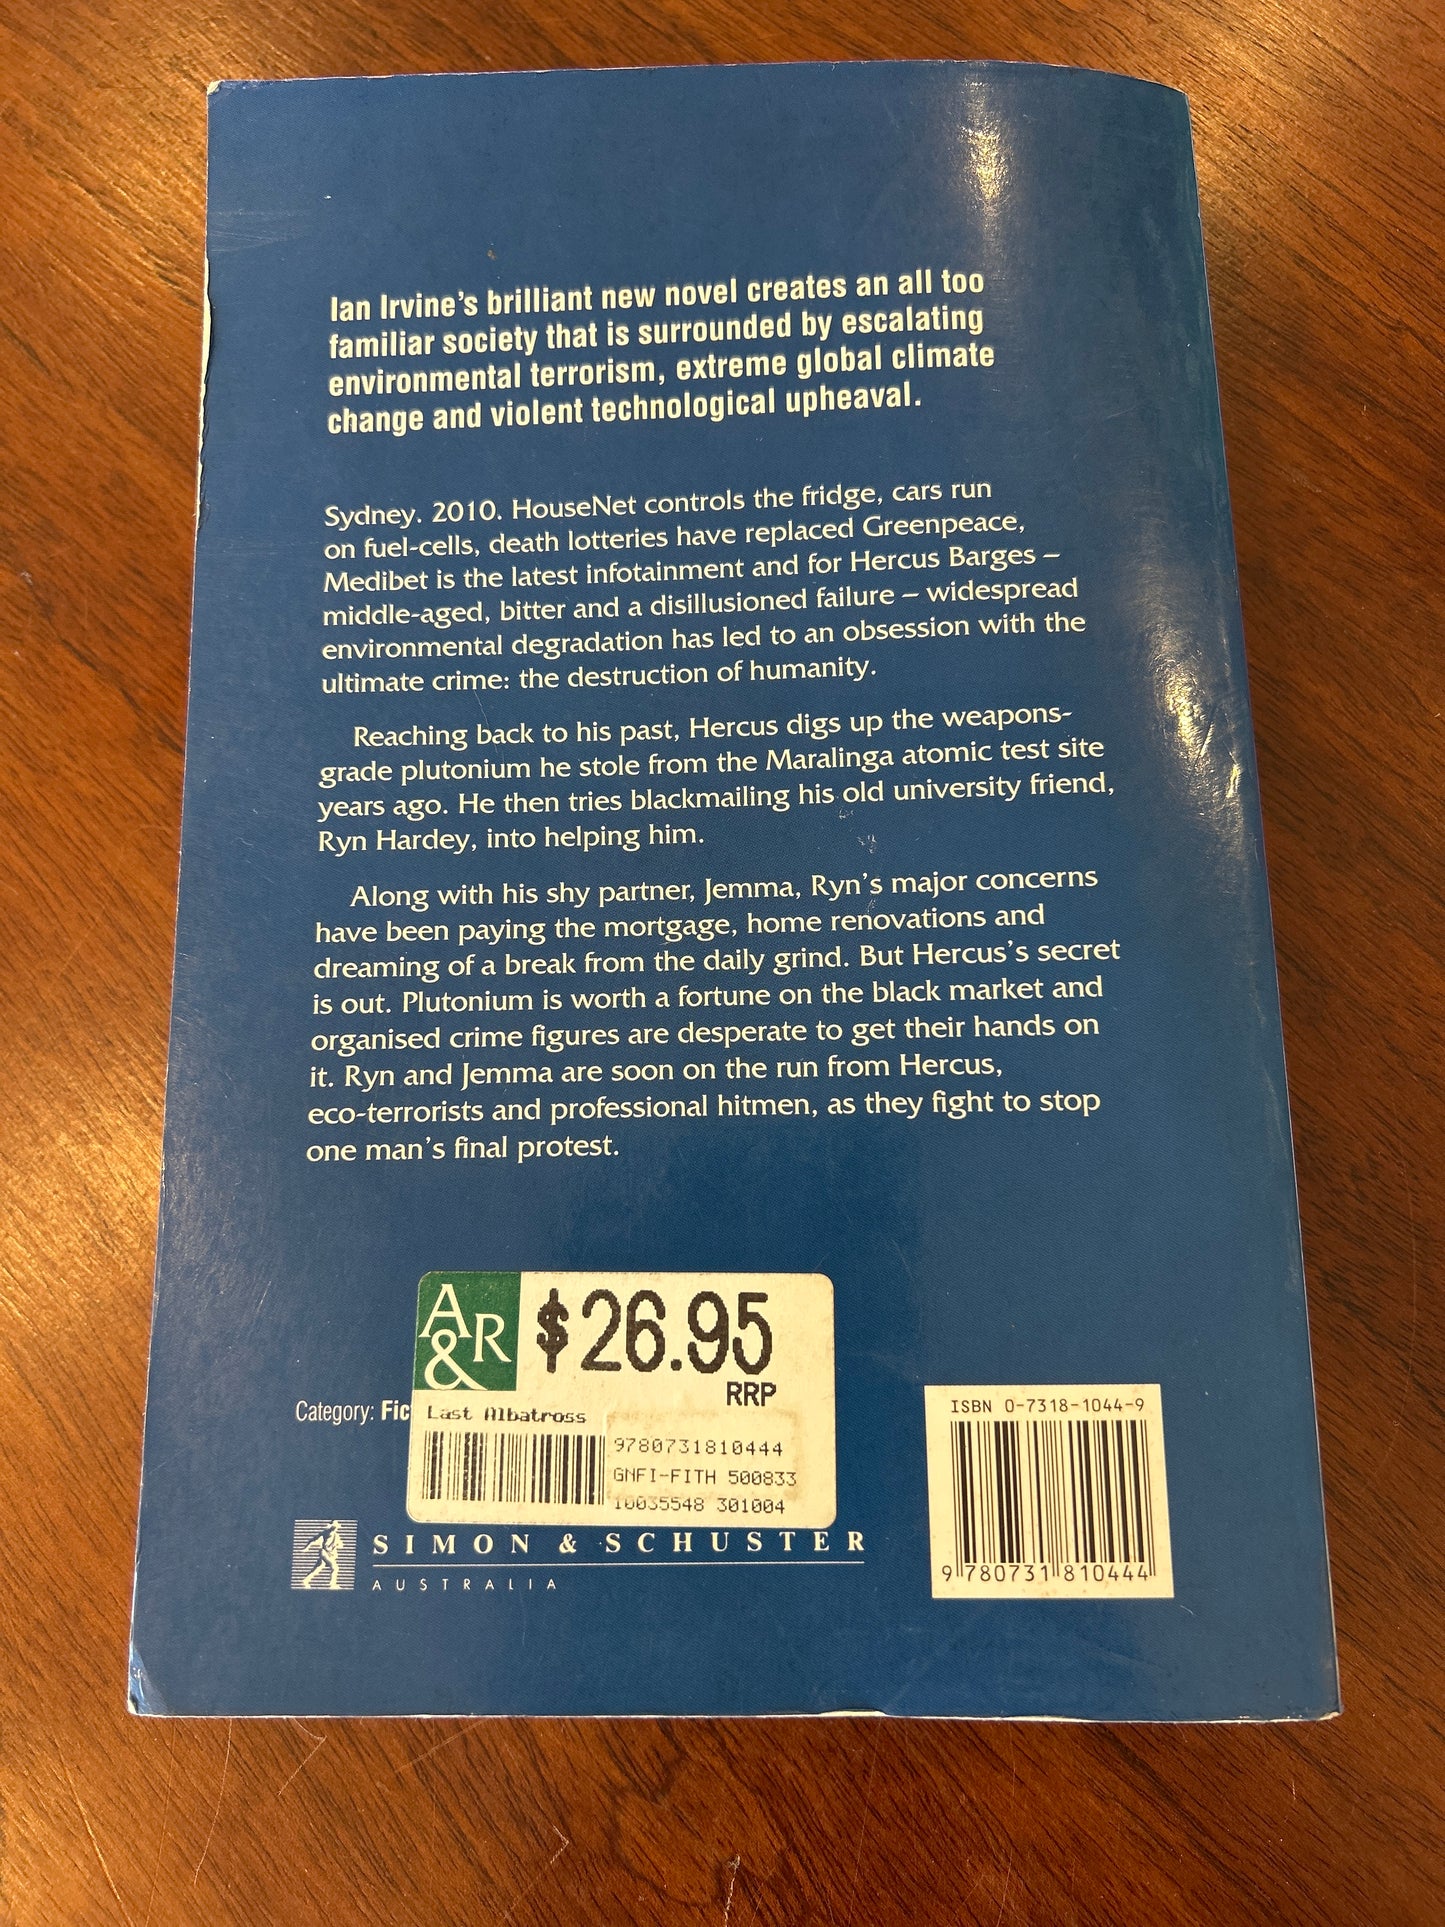 Ian Irvine's brilliant new novel creates an all too
familiar society that is surrounded by escalating
environmental terrorism, extreme global climate
change and violent technological upheaval.
Sydney. 2010. HouseNet controls the fridge, cars run
on fuel-cells, death lotteries have replaced Greenpeace,
Medibet is the latest infotainment and for Hercus Barges –
middle-aged, bitter and a disillusioned failure – widespread
environmental degradation has led to an obsession with the
ultimate crime: the destruction of humanity.
Reaching back to his past, Hercus digs up the weapons-
grade plutonium he stole from the Maralinga atomic test site
years ago. He then tries blackmailing his old university friend,
Ryn Hardey, into helping him.
Along with his shy partner, Jemma, Ryn's major concerns
have been paying the mortgage, home renovations and
dreaming of a break from the daily grind. But Hercus's secret
is out. Plutonium is worth a fortune on the black market and
organised crime figures are desperate to get their hands on
it. Ryn and Jemma are soon on the run from Hercus,
eco-terrorists and professional hitmen, as they fight to stop
one man's final protest.
A&R $26.95
RRP
Category: Fic
Last Albatross
9780731810444
GNFI-FITH 500833
10035548 301004
SIMON & SCHUSTER
AUSTRALIA
ISBN 0-7318-1044-9
9 780731 810444